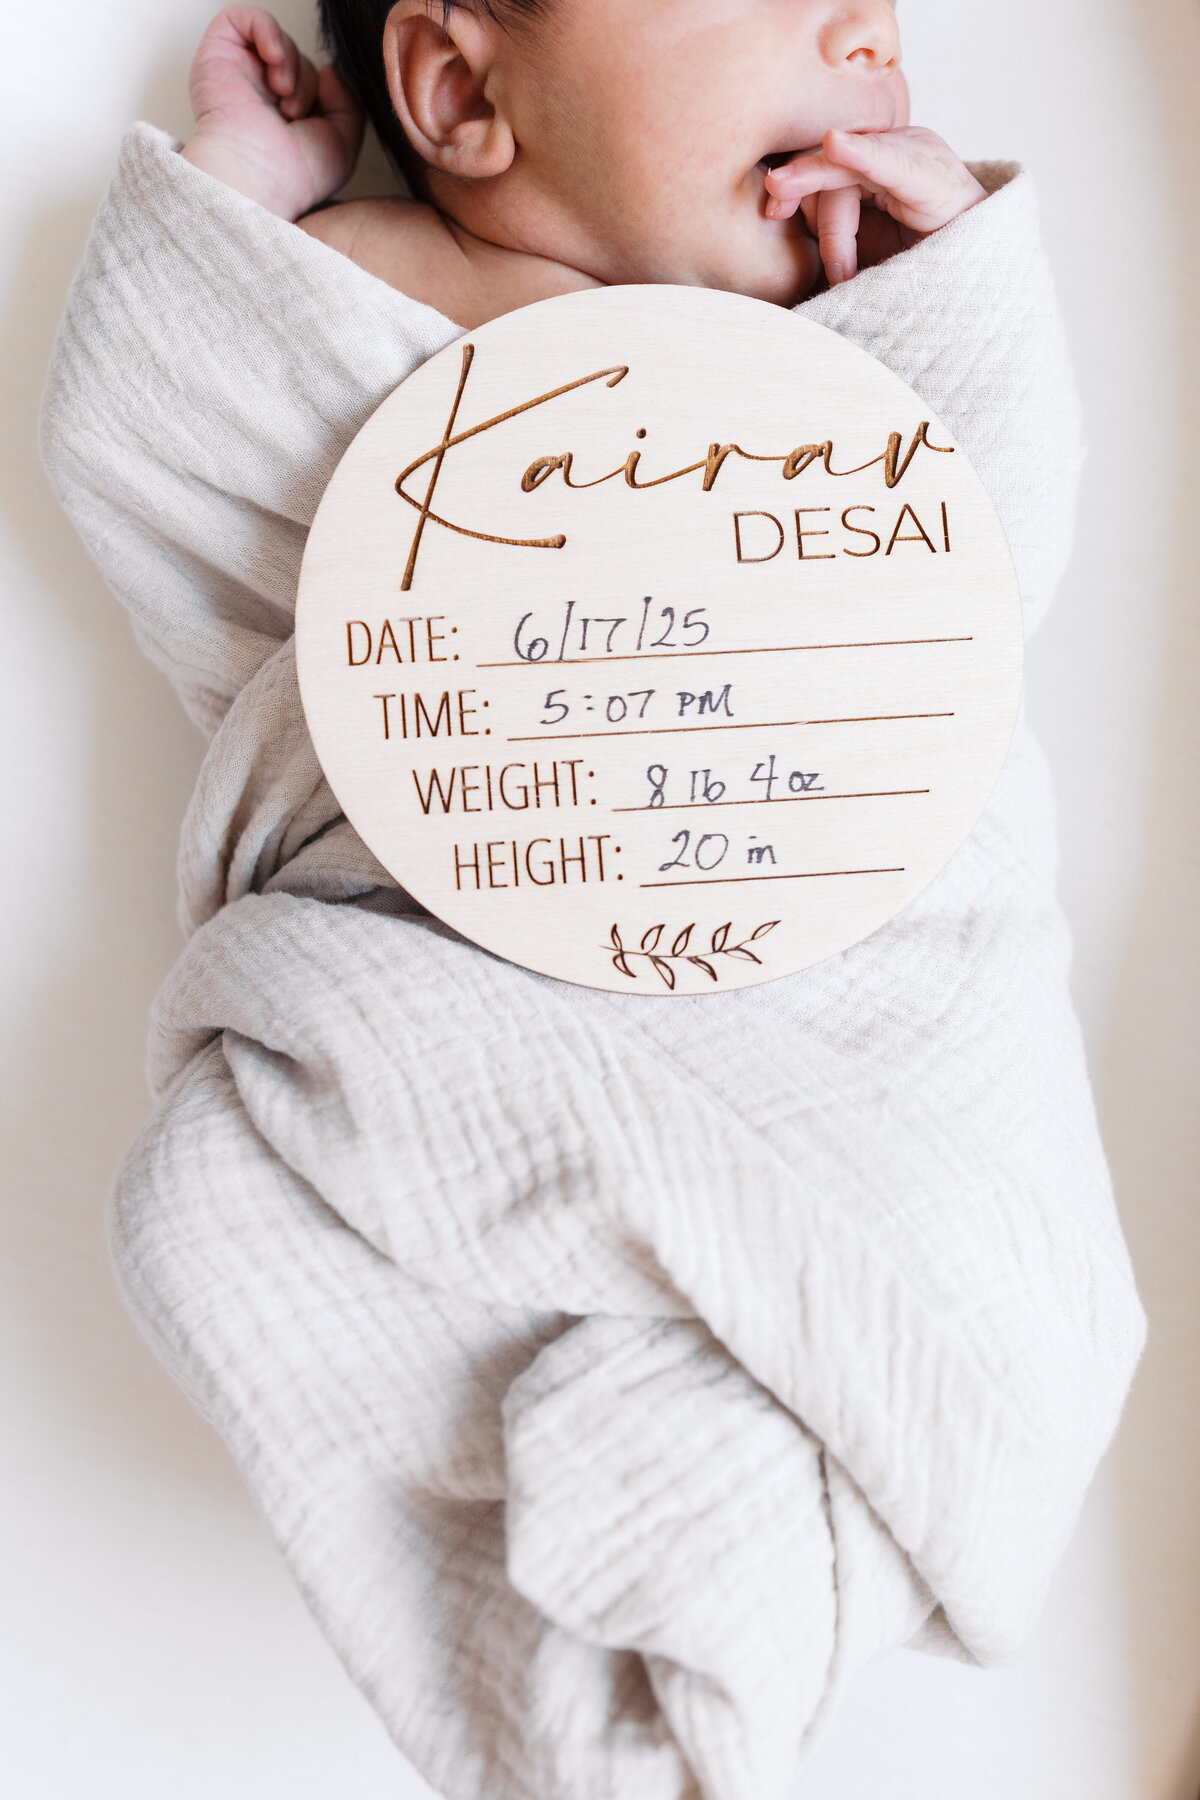 Kairav
DESAI
DATE: 6/17/25
TIME: 5:07 PM
WEIGHT: 8 lb 4 oz
HEIGHT: 20 in